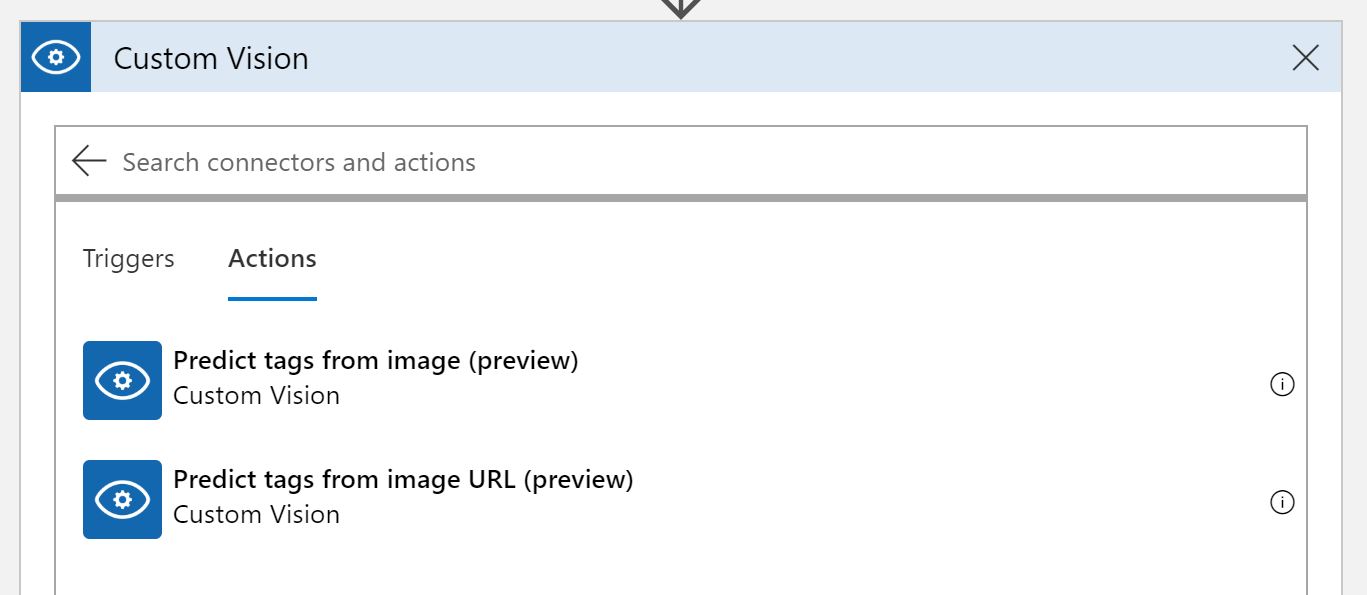 Custom Vision
Search connectors and actions
Triggers Actions
Predict tags from image (preview)
Custom Vision
Predict tags from image URL (preview)
Custom Vision